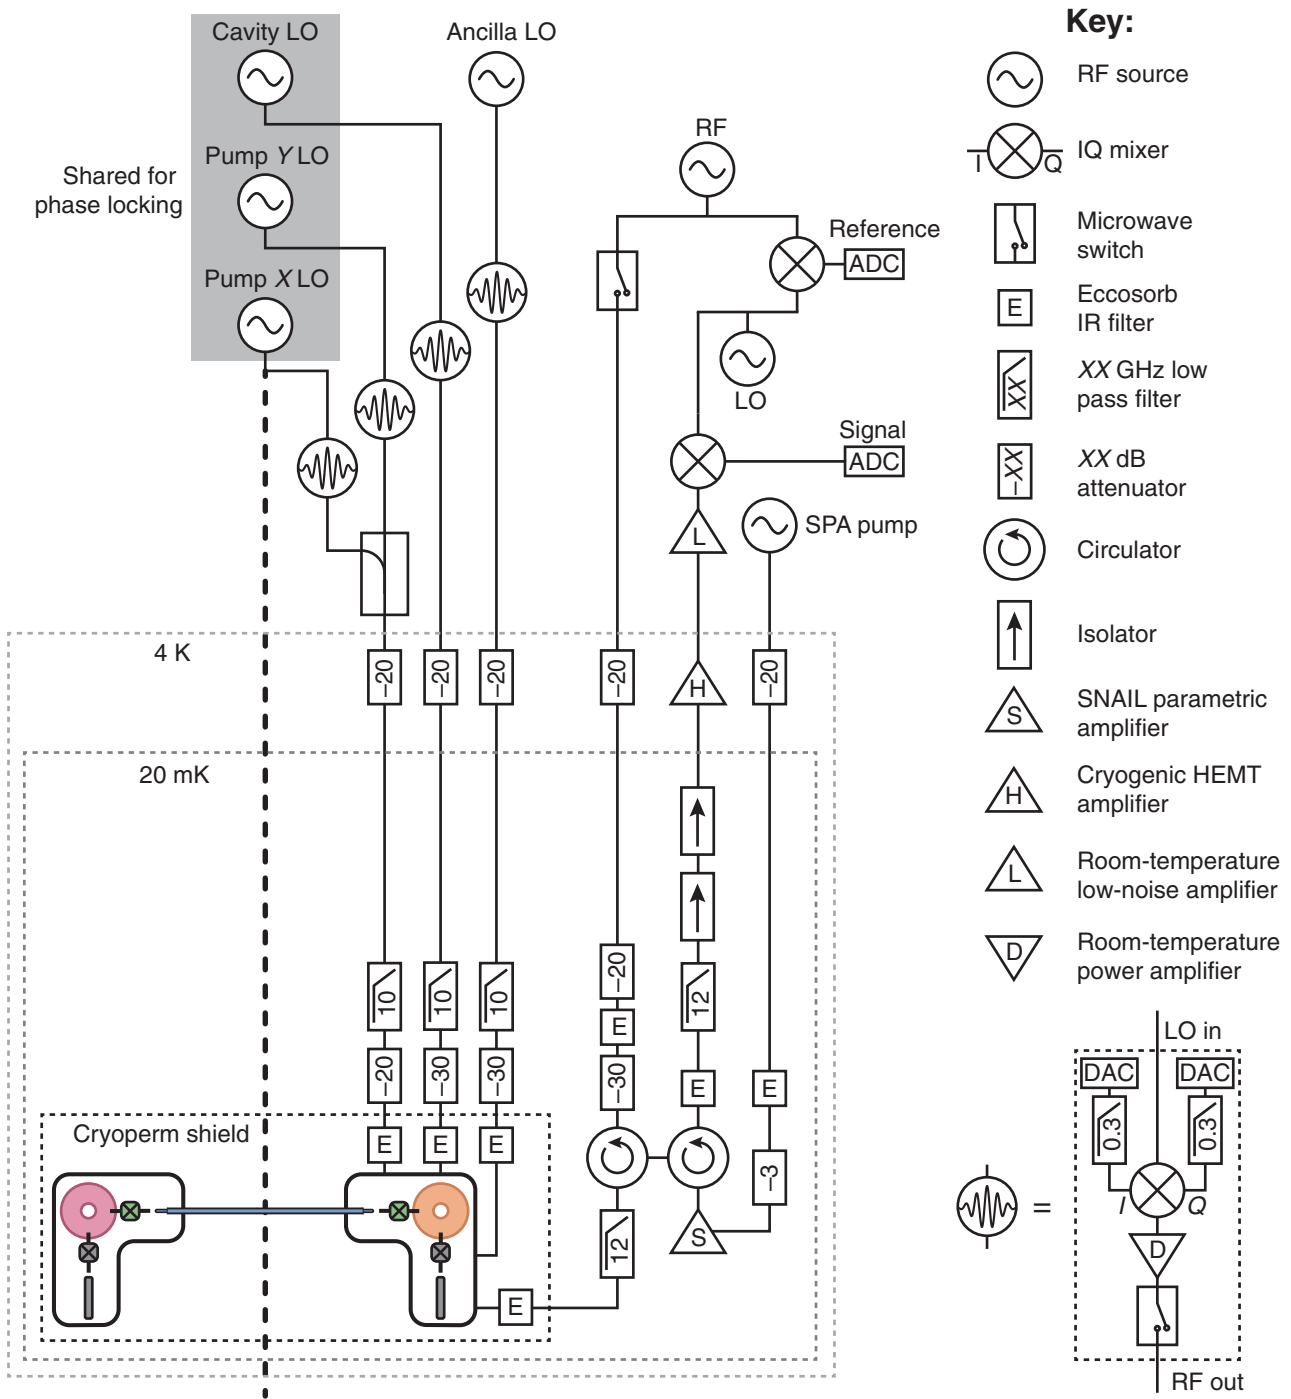 Key:
Cavity LO
Ancilla LO
Pump Y LO
Shared for
phase locking
Pump X LO
RF
Reference
ADC
LO
Signal
ADC
L
SPA pump
4 K
–20
–20
–20
–20
H
–20
20 mK
10
10
10
–20
12
E
–20
–30
–30
–30
E
E
Cryoperm shield
E
E
E
–3
12
S
E
RF source
I
Q
IQ mixer
Microwave
switch
E
Eccosorb
IR filter
XX
XX GHz low
pass filter
–XX
XX dB
attenuator
Circulator
Isolator
S
SNAIL parametric
amplifier
H
Cryogenic HEMT
amplifier
L
Room-temperature
low-noise amplifier
D
Room-temperature
power amplifier
LO in
DAC
DAC
0.3
0.3
=
I
Q
D
RF out